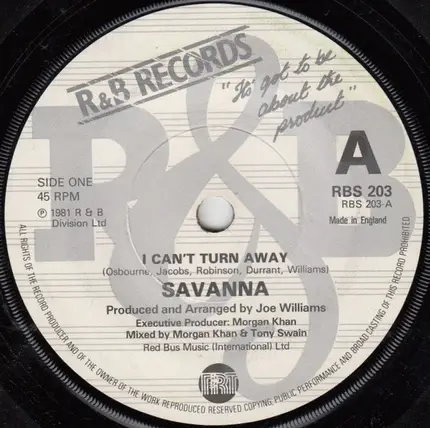 R&B RECORDS
"It's got to be
about the
product"
R&B
A
SIDE ONE
45 RPM
Ⓟ 1981 R & B
Division Ltd
RBS 203
RBS 203-A
Made in England
I CAN'T TURN AWAY
(Osbourne, Jacobs, Robinson, Durrant, Williams)
SAVANNA
Produced and Arranged by Joe Williams
Executive Producer: Morgan Khan
Mixed by Morgan Khan & Tony Swain
Red Bus Music (International) Ltd
PRT
ALL RIGHTS OF THE RECORD PRODUCER AND OF THE OWNER OF THE WORK REPRODUCED RESERVED. COPYING, PUBLIC PERFORMANCE AND BROADCASTING OF THIS RECORD PROHIBITED